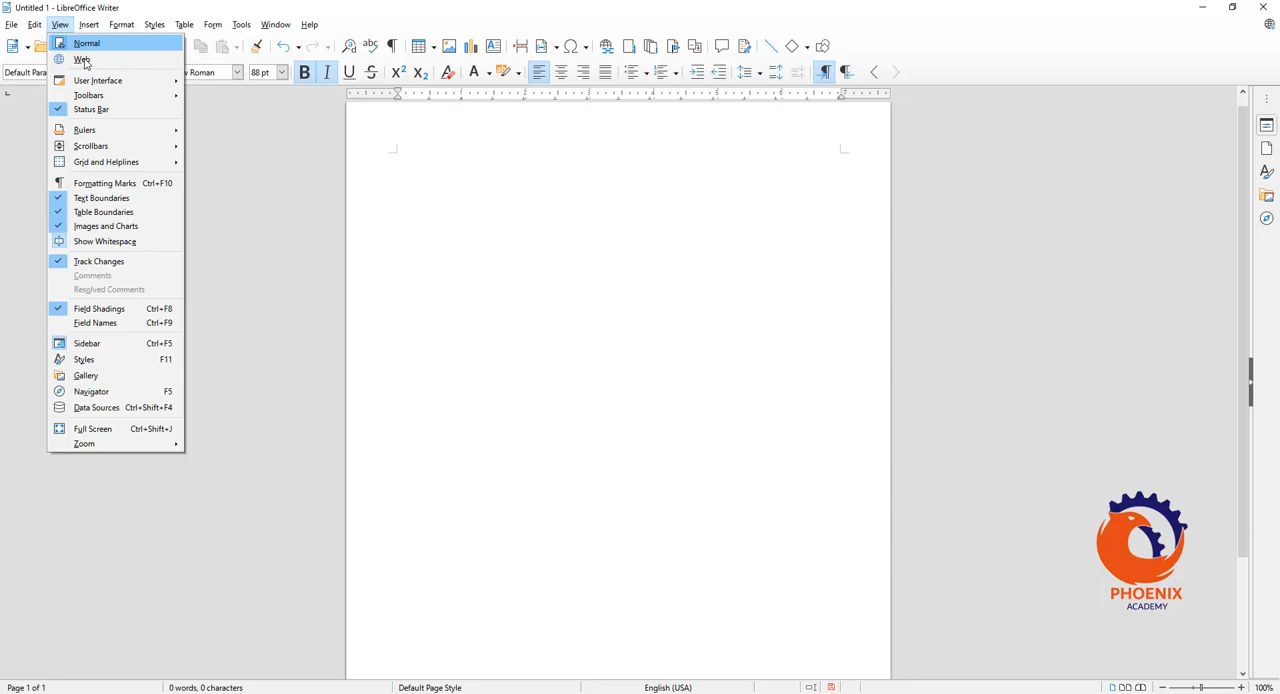 Untitled 1 - LibreOffice Writer
File Edit View Insert Format Styles Table Form Tools Window Help
Default Para
w Roman
88 pt
Normal
Web
User Interface
Toolbars
Status Bar
Rulers
Scrollbars
Grid and Helplines
Formatting Marks Ctrl+F10
Text Boundaries
Table Boundaries
Images and Charts
Show Whitespace
Track Changes
Comments
Resolved Comments
Field Shadings Ctrl+F8
Field Names Ctrl+F9
Sidebar Ctrl+F5
Styles F11
Gallery
Navigator F5
Data Sources Ctrl+Shift+F4
Full Screen Ctrl+Shift+J
Zoom
PHOENIX
ACADEMY
Page 1 of 1 0 words, 0 characters Default Page Style English (USA) 100%